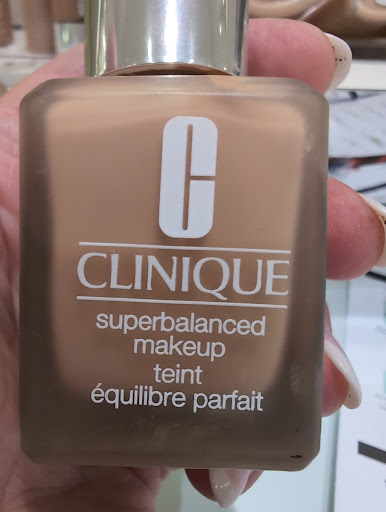 C
CLINIQUE
superbalanced
makeup
teint
équilibre parfait